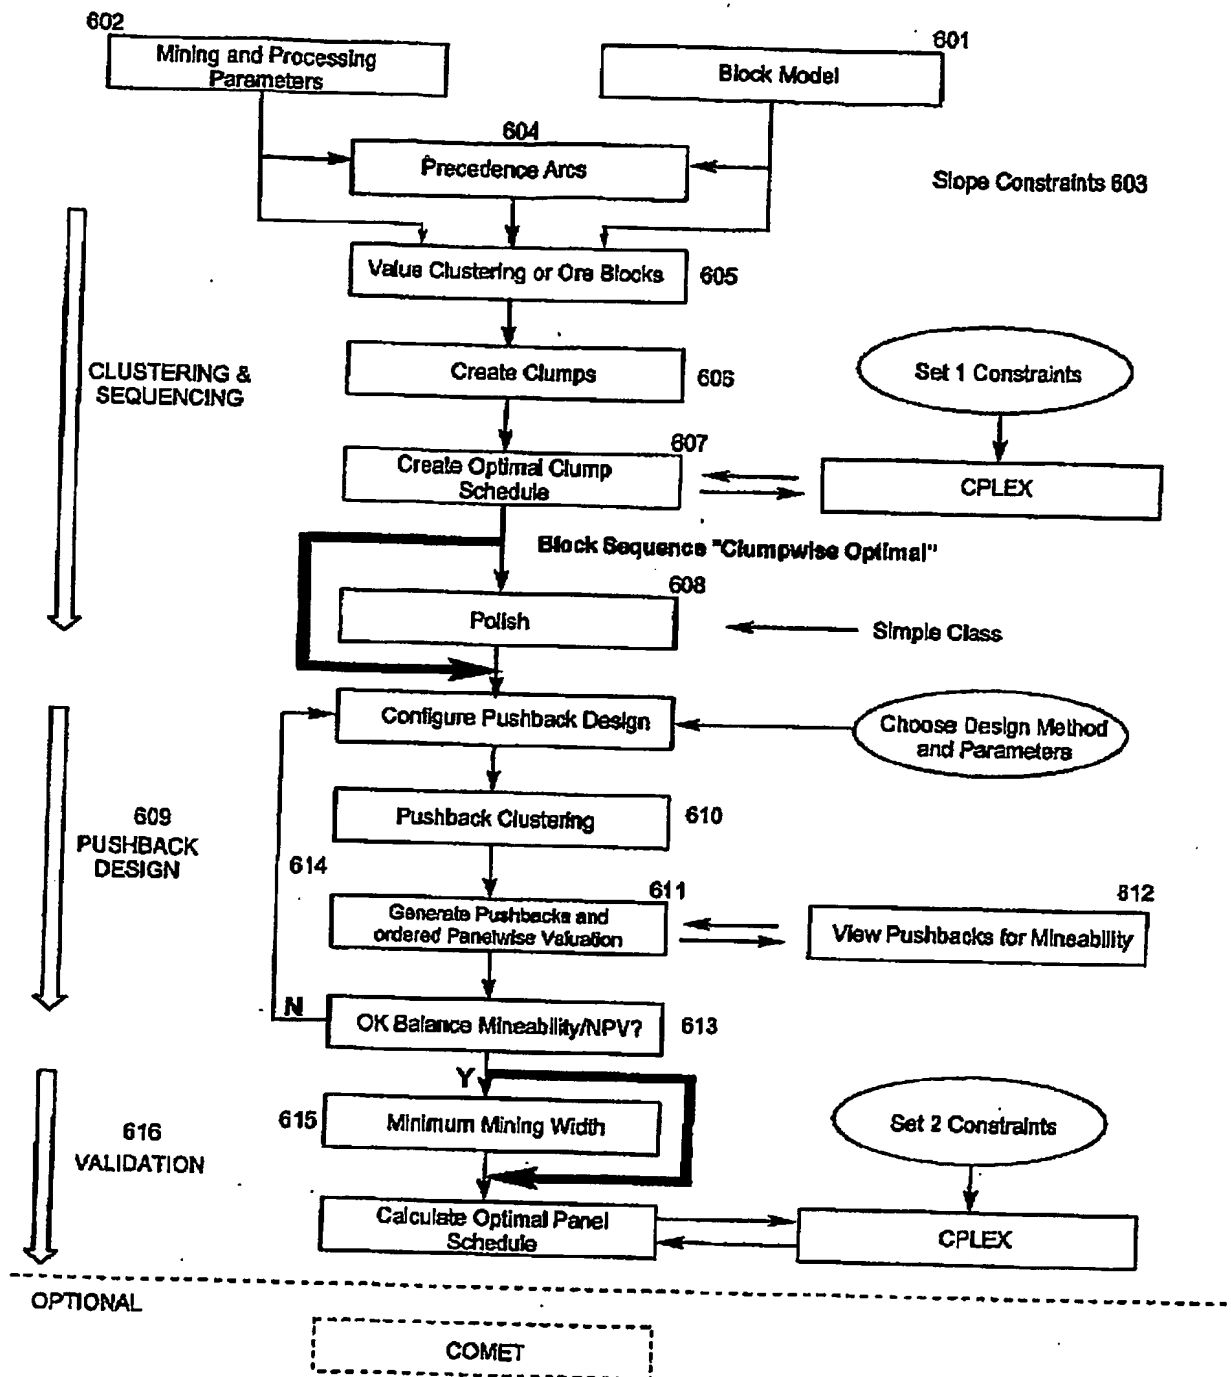 602
Mining and Processing
Parameters
601
Block Model
604
Precedence Arcs
Slope Constraints 603
Value Clustering or Ore Blocks
605
CLUSTERING &
SEQUENCING
Create Clumps
606
Set 1 Constraints
607
Create Optimal Clump
Schedule
CPLEX
Block Sequence "Clumpwise Optimal"
608
Polish
Simple Class
Configure Pushback Design
Choose Design Method
and Parameters
609
PUSHBACK
DESIGN
Pushback Clustering
610
614
611
Generate Pushbacks and
ordered Panelwise Valuation
612
View Pushbacks for Mineability
N
OK Balance Mineability/NPV?
613
Y
615
Minimum Mining Width
616
VALIDATION
Set 2 Constraints
Calculate Optimal Panel
Schedule
CPLEX
OPTIONAL
COMET